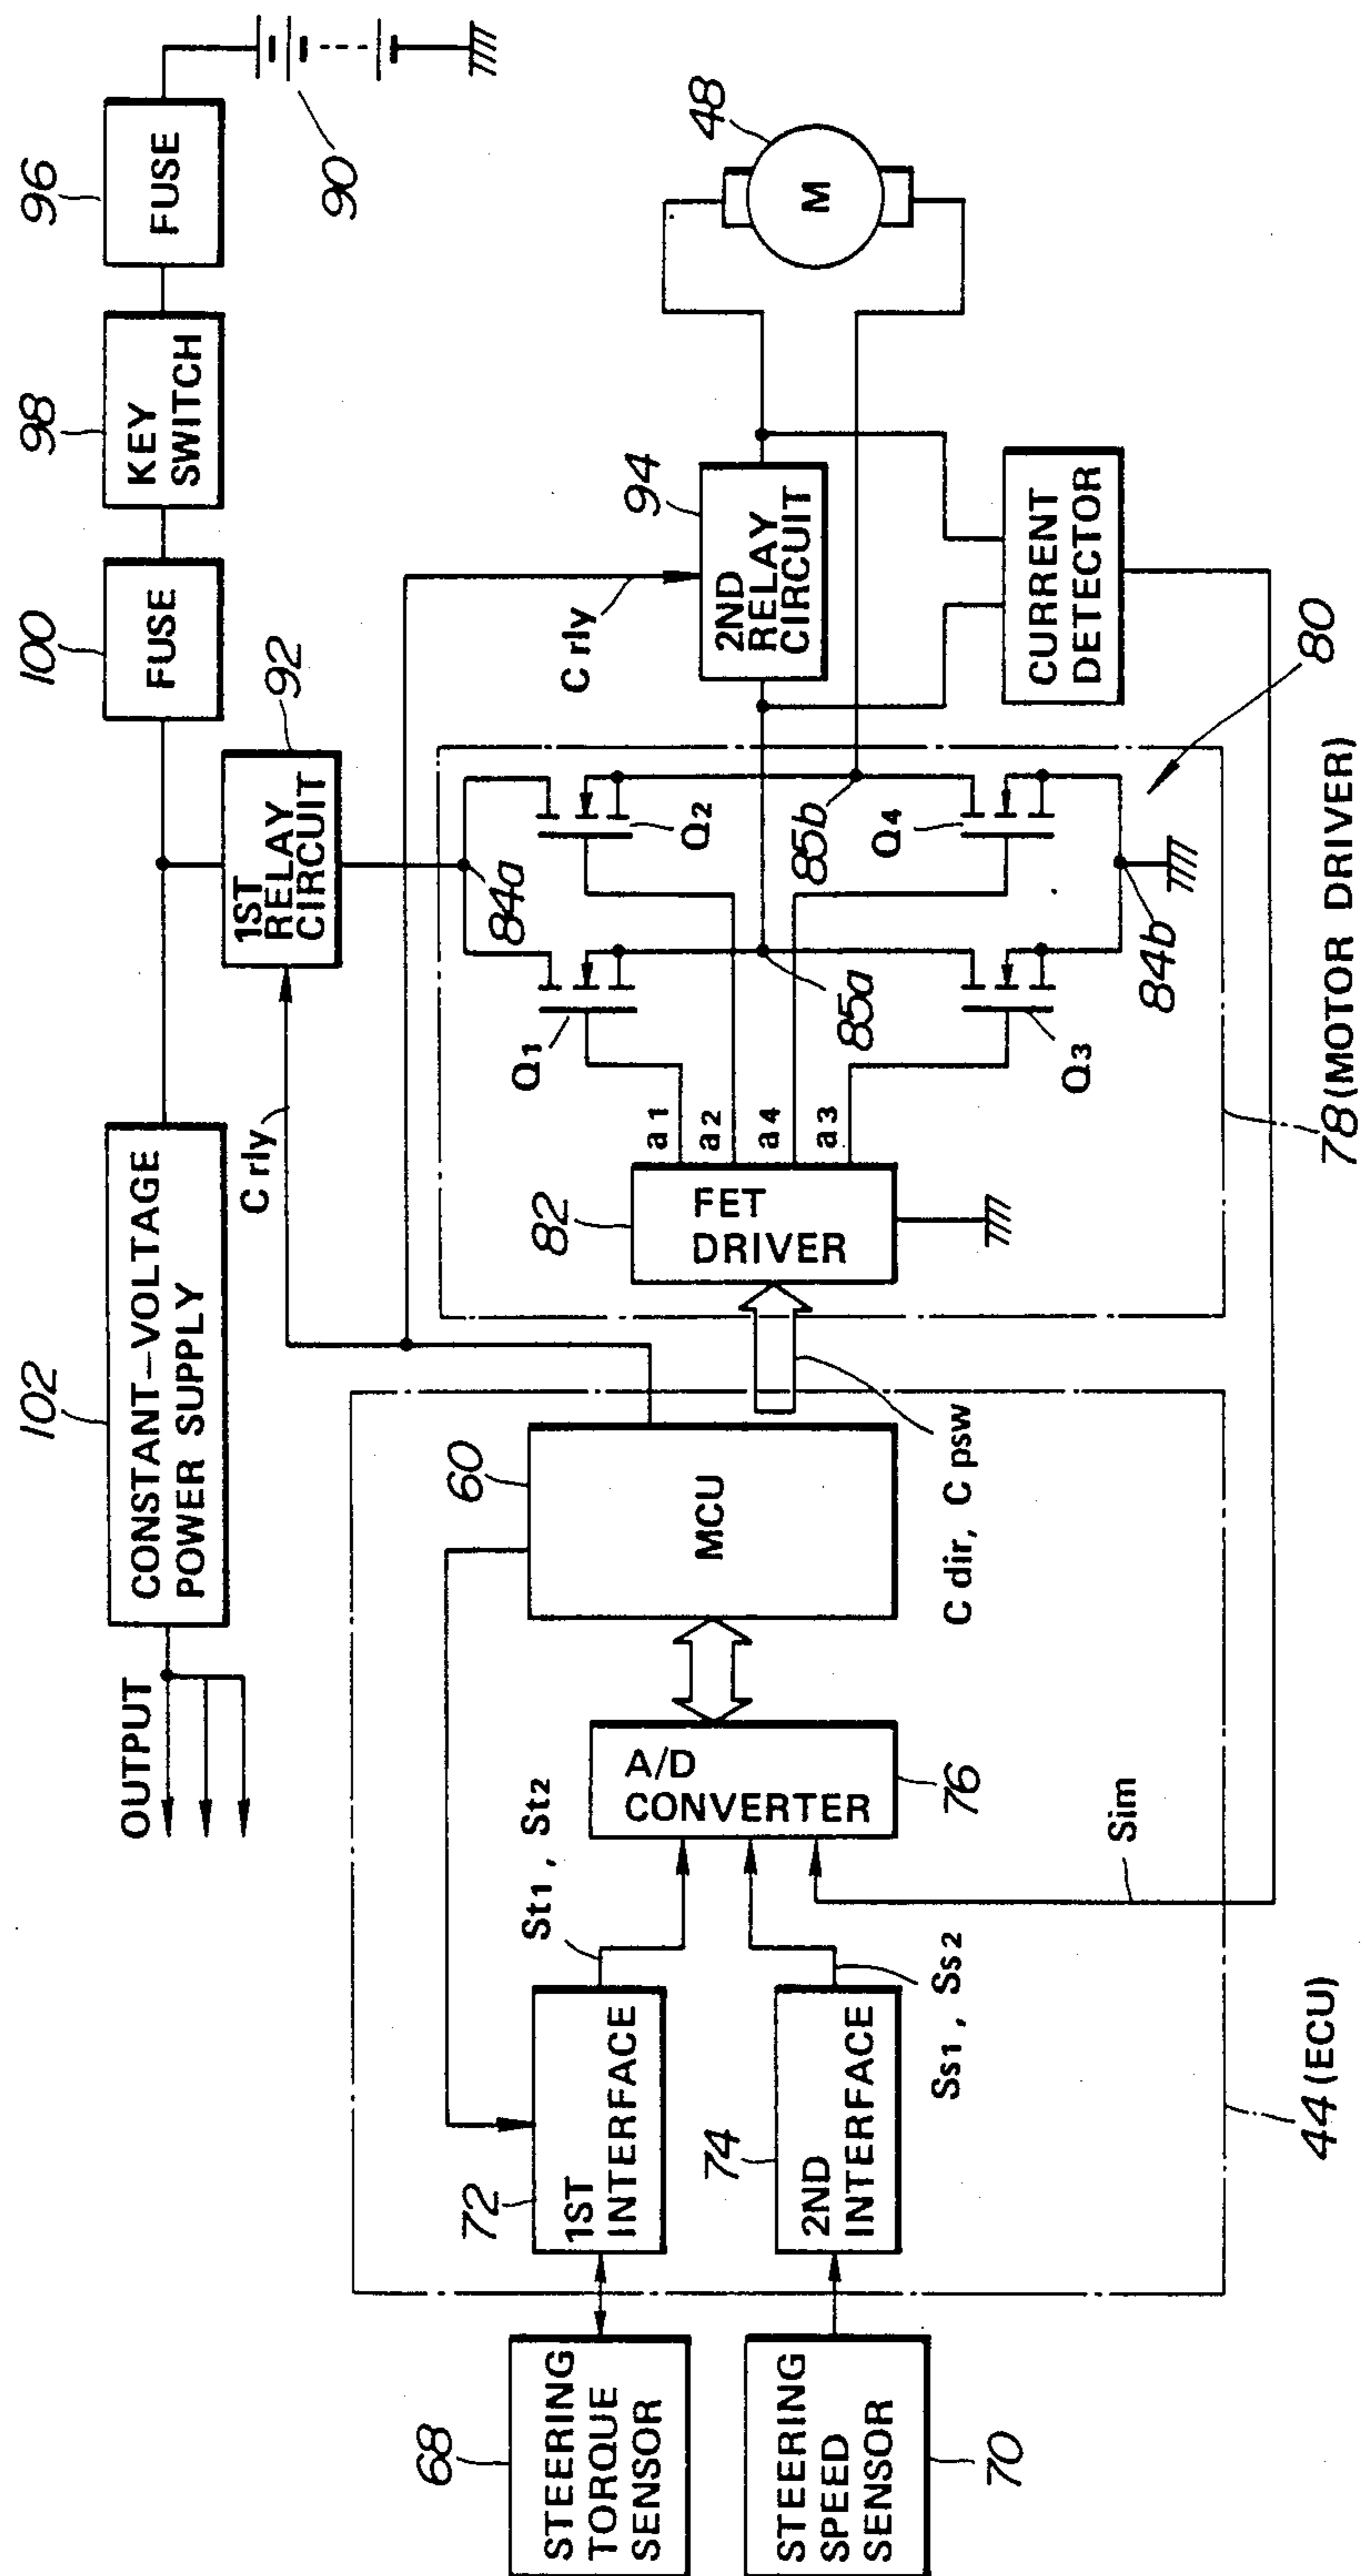 102
CONSTANT-VOLTAGE
POWER SUPPLY
OUTPUT
100
FUSE
98
KEY
SWITCH
96
FUSE
90
C rly
1ST
RELAY
CIRCUIT
92
C rly
94
2ND
RELAY
CIRCUIT
48
M
CURRENT
DETECTOR
84a
Q1
Q2
85a
85b
Q3
Q4
84b
80
a1
a2
a4
a3
82
FET
DRIVER
78 (MOTOR DRIVER)
60
MCU
C dir, C psw
A/D
CONVERTER
76
St1, St2
Ss1, Ss2
Sim
72
1ST
INTERFACE
74
2ND
INTERFACE
44 (ECU)
68
STEERING
TORQUE
SENSOR
STEERING
SPEED
SENSOR
70